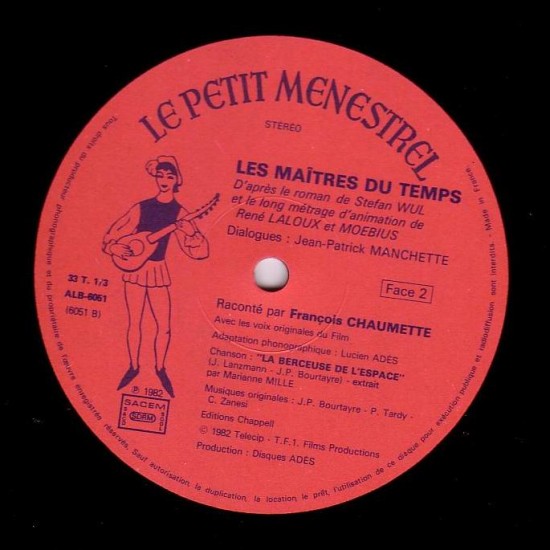 LE PETIT MENESTREL
STEREO
LES MAÎTRES DU TEMPS
D'après le roman de Stefan WUL
et le long métrage d'animation de
René LALOUX et MOEBIUS
Dialogues : Jean-Patrick MANCHETTE
33 T. 1/3
ALB-6051
(6051 B)
Face 2
Raconté par François CHAUMETTE
Avec les voix originales du Film
Adaptation phonographique : Lucien ADES
Chanson : "LA BERCEUSE DE L'ESPACE"
(J. Lanzmann - J.P. Bourtayre) - extrait
par Marianne MILLE
Musiques originales : J.P. Bourtayre - P. Tardy -
C. Zanesi
Editions Chappell
© 1982 Telecip - T.F.1. Films Productions
Production : Disques ADES
℗ 1982
SACEM
SDRM
Tous droits du producteur phonographique et du propriétaire de l'œuvre enregistrée réservés. Sauf autorisation, la duplication, la location, le prêt, l'utilisation de ce disque pour exécution publique et radiodiffusion sont interdits. - Made in France.